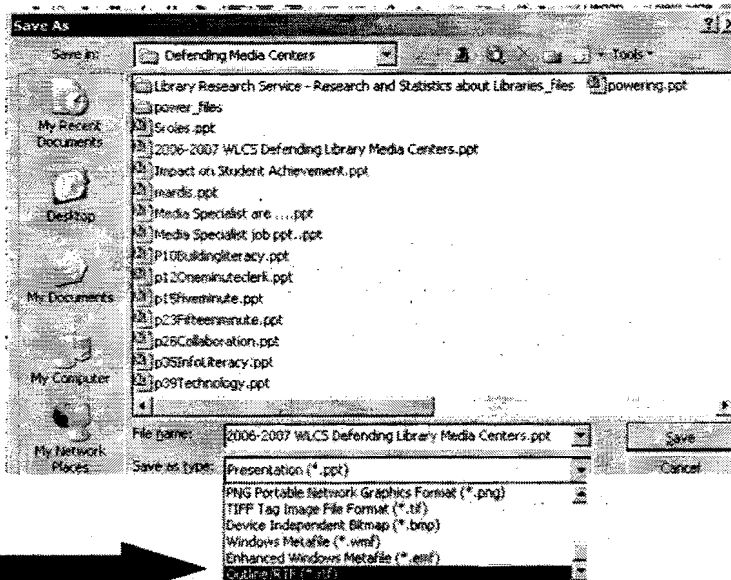 Save As
Save in: Defending Media Centers Tools
Library Research Service - Research and Statistics about Libraries_files powering.ppt
power_files
5roles.ppt
2006-2007 WLCS Defending Library Media Centers.ppt
Impact on Student Achievement.ppt
mardis.ppt
Media Specialist are ....ppt
Media Specialist job ppt..ppt
P10Buildingliteracy.ppt
p12Oneminuteclerk.ppt
p15fiveminute.ppt
p23Fifteenminute.ppt
p26Collaboration.ppt
p35InfoLiteracy.ppt
p39Technology.ppt
My Recent
Documents
Desktop
My Documents
My Computer
My Network
Places
File name: 2006-2007 WLCS Defending Library Media Centers.ppt Save
Save as type: Presentation (*.ppt) Cancel
PNG Portable Network Graphics Format (*.png)
TIFF Tag Image File Format (*.tif)
Device Independent Bitmap (*.bmp)
Windows Metafile (*.wmf)
Enhanced Windows Metafile (*.emf)
Outline/RTF (*.rtf)